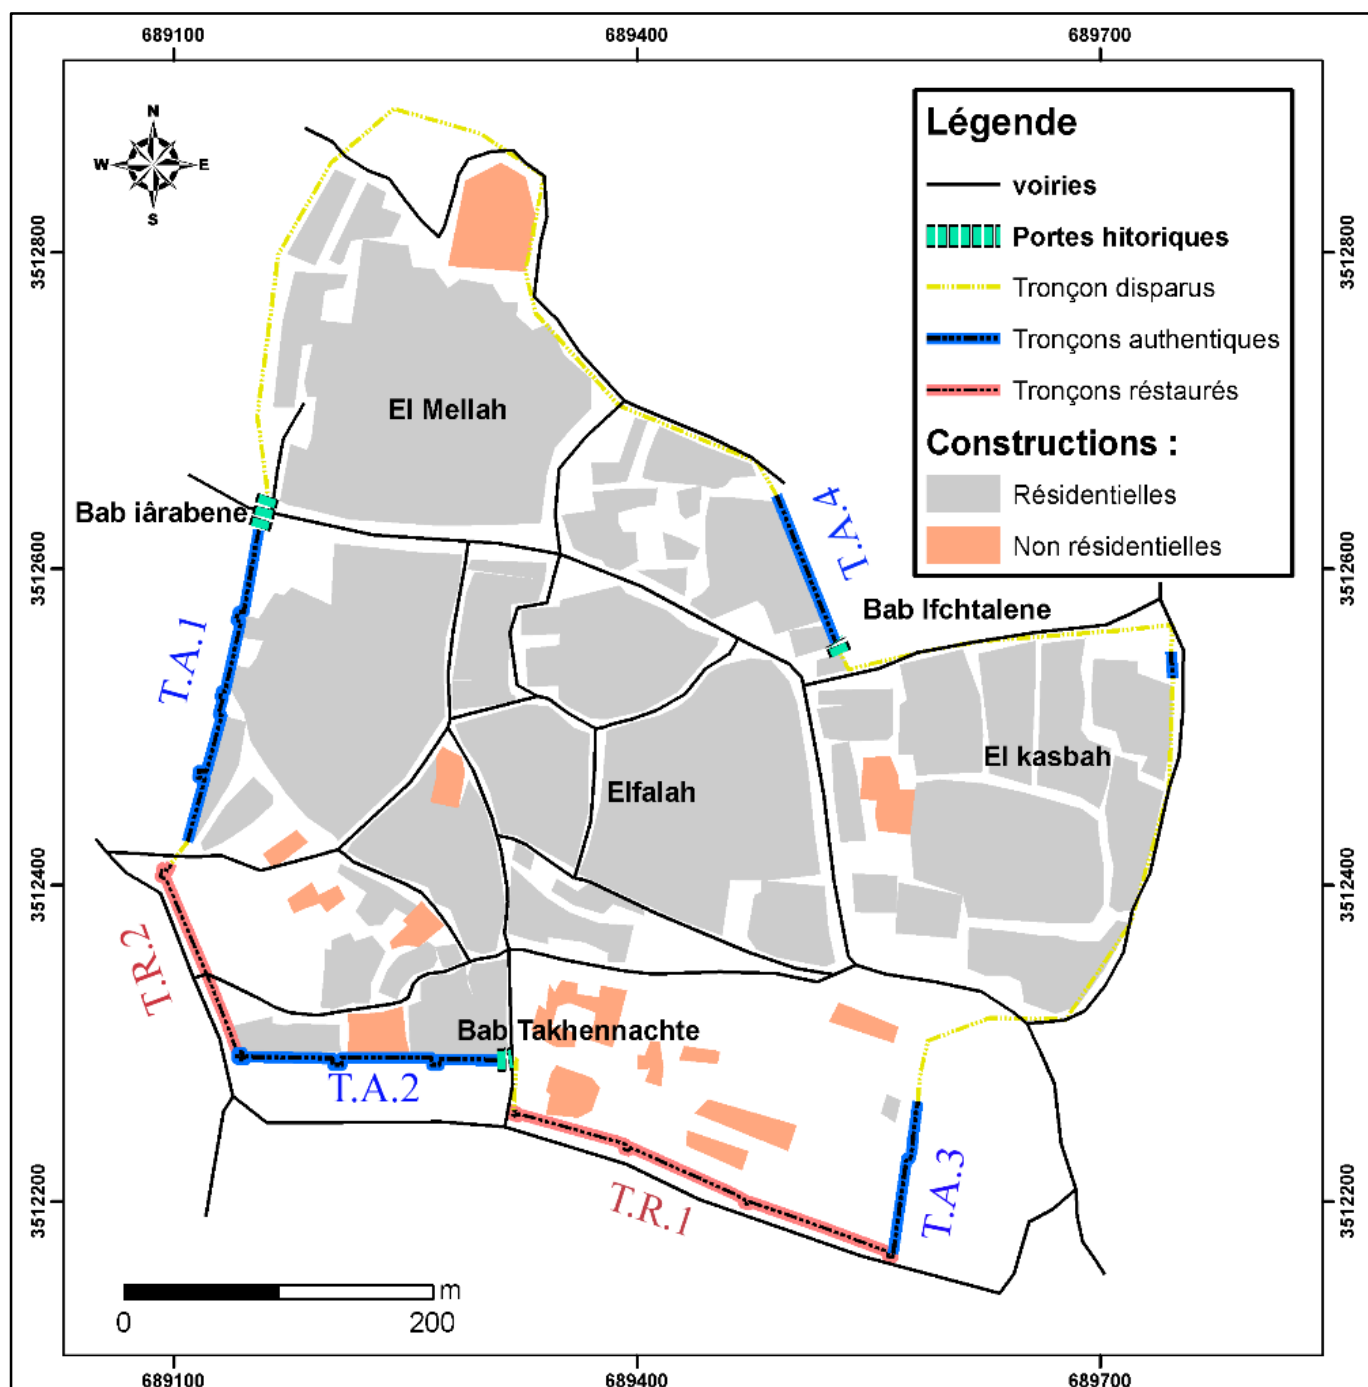 689100 689400 689700
N
W E
S
Légende
voiries
Portes hitoriques
Tronçon disparus
Tronçons authentiques
Tronçons réstaurés
Constructions :
Résidentielles
Non résidentielles
3512800 3512800
El Mellah
Bab iârabene
T.A.4
3512600 3512600
Bab Ifchtalene
T.A.1
El kasbah
Elfalah
3512400 3512400
T.R.2
Bab Takhennachte
T.A.2
T.A.3
T.R.1
3512200 3512200
m
0 200
689100 689400 689700